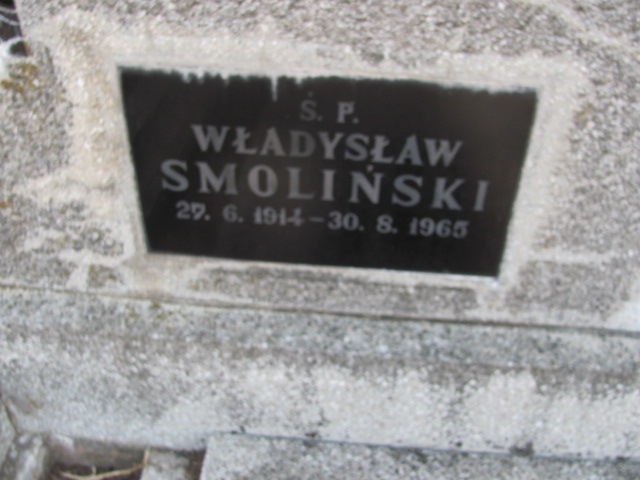 Ś. P.
WŁADYSŁAW
SMOLIŃSKI
27. 6. 1914 – 30. 8. 1965